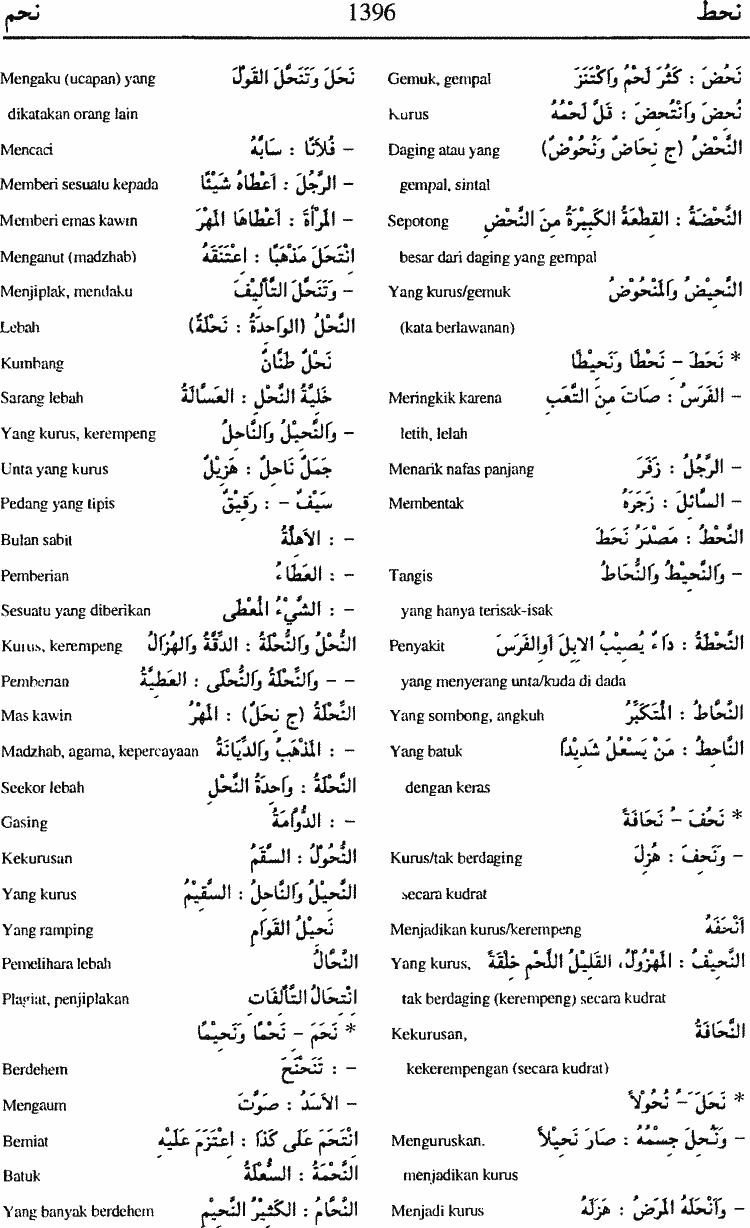 نحط 1396 نحم
نَحُضَ : كَثُرَ لَحْمُ وَاكْتَنَزَ Gemuk, gempal
نُحِضَ وَانْتُحِضَ : قَلَّ لَحْمُهُ Kurus
النَّحْضُ (ج نِحَاضٌ وَنُحُوْضٌ) Daging atau yang
gempal, sintal
النَّحْضَةُ : القِطْعَةُ الكَبِيْرَةُ مِنَ النَّحْضِ Sepotong
besar dari daging yang gempal
النَّحِيْضُ وَالْمَنْحُوْضُ Yang kurus/gemuk
(kata berlawanan)
* نَحَطَ – نَحْطًا وَنَحِيْطًا
– الفَرَسُ : صَاتَ مِنَ التَّعَبِ Meringkik karena
letih, lelah
– الرَّجُلُ : زَفَرَ Menarik nafas panjang
– السَّائِلَ : زَجَرَهُ Membentak
النَّحْطُ : مَصْدَرُ نَحَطَ
– وَالنَّحِيْطُ وَالنُّحَاطُ Tangis
yang hanya terisak-isak
النَّحْطَةُ : دَاءٌ يُصِيْبُ الابِلَ أوالفَرَسَ Penyakit
yang menyerang unta/kuda di dada
النَّحَّاطُ : المُتَكَبِّرُ Yang sombong, angkuh
النَّاحِطُ : مَنْ يَسْعُلُ شَدِيْدًا Yang batuk
dengan keras
* نَحُفَ – ُ نَحَافَةً
– وَنَحِفَ : هُزِلَ Kurus/tak berdaging
secara kudrat
أَنْحَفَهُ Menjadikan kurus/kerempeng
النَّحِيْفُ : المَهْزُوْلُ، القَلِيْلُ اللَّحْمِ خِلْقَةً Yang kurus,
tak berdaging (kerempeng) secara kudrat
النَّحَافَةُ Kekurusan,
kekerempengan (secara kudrat)
* نَحَلَ –َُ نُحُوْلاً
– وَنَحُلَ جِسْمُهُ : صَارَ نَحِيْلاً Menguruskan.
menjadikan kurus
– وَأَنْحَلَهُ المَرَضُ : هَزَلَهُ Menjadi kurus
نَحَلَ وَتَنَحَّلَ القَوْلَ Mengaku (ucapan) yang
dikatakan orang lain
– فُلاَنًا : سَابَّهُ Mencaci
– الرَّجُلَ : أَعْطَاهُ شَيْئًا Memberi sesuatu kepada
– المَرْأَةَ : أَعْطَاهَا المَهْرَ Memberi emas kawin
انْتَحَلَ مَذْهَبًا : اعْتَنَقَهُ Menganut (madzhab)
– وَتَنَحَّلَ التَّأْلِيْفَ Menjiplak, mendaku
النَّحْلُ (الوَاحِدَةُ : نَحْلَةٌ) Lebah
نَحْلٌ طَنَّانٌ Kumbang
خَلِيَّةُ النَّحْلِ : العَسَّالَةُ Sarang lebah
– وَالنَّحِيْلُ وَالنَّاحِلُ Yang kurus, kerempeng
جَمَلٌ نَاحِلٌ : هَزِيْلٌ Unta yang kurus
سَيْفٌ – : رَقِيْقٌ Pedang yang tipis
– : الأَهِلَّةُ Bulan sabit
– : العَطَاءُ Pemberian
– : الشَّيْءُ المُعْطَى Sesuatu yang diberikan
النُّحْلُ وَالنُّحْلَةُ : الدِّقَّةُ وَالهُزَالُ Kurus, kerempeng
– – وَالنِّحْلَةُ وَالنُّحْلَى : العَطِيَّةُ Pemberian
النِّحْلَةُ (ج نِحَلٌ) : المَهْرُ Mas kawin
– : المَذْهَبُ وَالدِّيَانَةُ Madzhab, agama, kepercayaan
النَّحْلَةُ : وَاحِدَةُ النَّحْلِ Seekor lebah
– : الدُّوَّامَةُ Gasing
النُّحُوْلُ : السَّقَمُ Kekurusan
النَّحِيْلُ وَالنَّاحِلُ : السَّقِيْمُ Yang kurus
نَحِيْلُ القَوَامِ Yang ramping
النَّحَّالُ Pemelihara lebah
انْتِحَالُ التَّأْلِفَاتِ Plagiat, penjiplakan
* نَحَمَ – نَحْمًا وَنَحِيْمًا
– : تَنَحْنَحَ Berdehem
– الأَسَدُ : صَوَّتَ Mengaum
انْتَحَمَ عَلَى كَذَا : اعْتَزَمَ عَلَيْهِ Berniat
النَّحْمَةُ : السُّعْلَةُ Batuk
النَّحَّامُ : الكَثِيْرُ النَّحِيْمِ Yang banyak berdehem